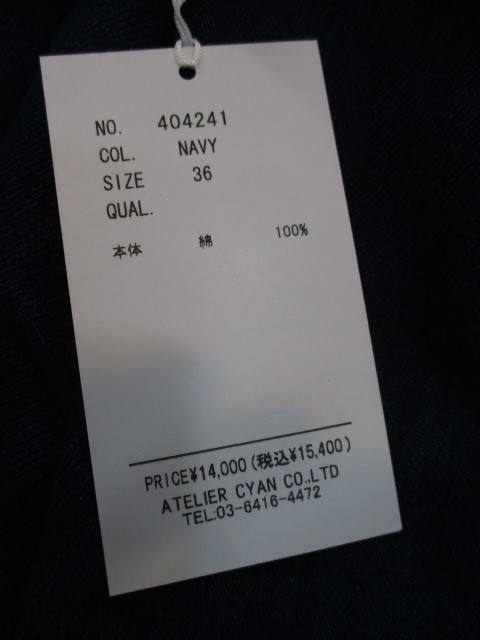 NO. 404241
COL. NAVY
SIZE 36
QUAL.
本体 綿 100%
PRICE¥14,000(税込¥15,400)
ATELIER CYAN CO.,LTD
TEL:03-6416-4472